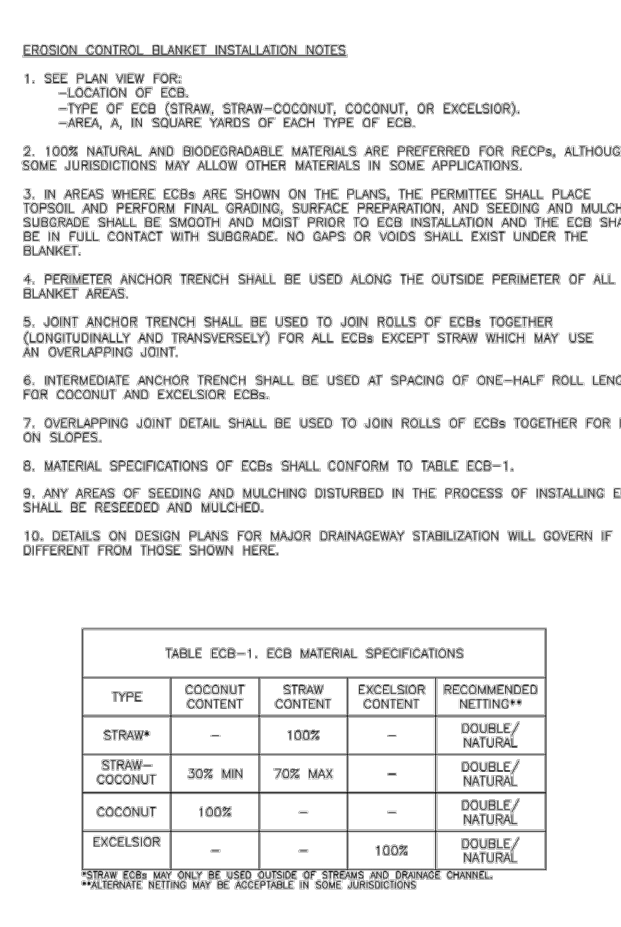 EROSION CONTROL BLANKET INSTALLATION NOTES
1. SEE PLAN VIEW FOR:
-LOCATION OF ECB.
-TYPE OF ECB (STRAW, STRAW-COCONUT, COCONUT, OR EXCELSIOR).
-AREA, A, IN SQUARE YARDS OF EACH TYPE OF ECB.
2. 100% NATURAL AND BIODEGRADABLE MATERIALS ARE PREFERRED FOR RECPs, ALTHOUG
SOME JURISDICTIONS MAY ALLOW OTHER MATERIALS IN SOME APPLICATIONS.
3. IN AREAS WHERE ECBs ARE SHOWN ON THE PLANS, THE PERMITTEE SHALL PLACE
TOPSOIL AND PERFORM FINAL GRADING, SURFACE PREPARATION, AND SEEDING AND MULCH
SUBGRADE SHALL BE SMOOTH AND MOIST PRIOR TO ECB INSTALLATION AND THE ECB SHA
BE IN FULL CONTACT WITH SUBGRADE. NO GAPS OR VOIDS SHALL EXIST UNDER THE
BLANKET.
4. PERIMETER ANCHOR TRENCH SHALL BE USED ALONG THE OUTSIDE PERIMETER OF ALL
BLANKET AREAS.
5. JOINT ANCHOR TRENCH SHALL BE USED TO JOIN ROLLS OF ECBs TOGETHER
(LONGITUDINALLY AND TRANSVERSELY) FOR ALL ECBs EXCEPT STRAW WHICH MAY USE
AN OVERLAPPING JOINT.
6. INTERMEDIATE ANCHOR TRENCH SHALL BE USED AT SPACING OF ONE-HALF ROLL LENG
FOR COCONUT AND EXCELSIOR ECBs.
7. OVERLAPPING JOINT DETAIL SHALL BE USED TO JOIN ROLLS OF ECBs TOGETHER FOR
ON SLOPES.
8. MATERIAL SPECIFICATIONS OF ECBs SHALL CONFORM TO TABLE ECB-1.
9. ANY AREAS OF SEEDING AND MULCHING DISTURBED IN THE PROCESS OF INSTALLING E
SHALL BE RESEEDED AND MULCHED.
10. DETAILS ON DESIGN PLANS FOR MAJOR DRAINAGEWAY STABILIZATION WILL GOVERN IF
DIFFERENT FROM THOSE SHOWN HERE.
TABLE ECB-1. ECB MATERIAL SPECIFICATIONS
TYPE COCONUT CONTENT STRAW CONTENT EXCELSIOR CONTENT RECOMMENDED NETTING**
STRAW* - 100% - DOUBLE/ NATURAL
STRAW-COCONUT 30% MIN 70% MAX - DOUBLE/ NATURAL
COCONUT 100% - - DOUBLE/ NATURAL
EXCELSIOR - - 100% DOUBLE/ NATURAL
*STRAW ECBs MAY ONLY BE USED OUTSIDE OF STREAMS AND DRAINAGE CHANNEL.
**ALTERNATE NETTING MAY BE ACCEPTABLE IN SOME JURISDICTIONS